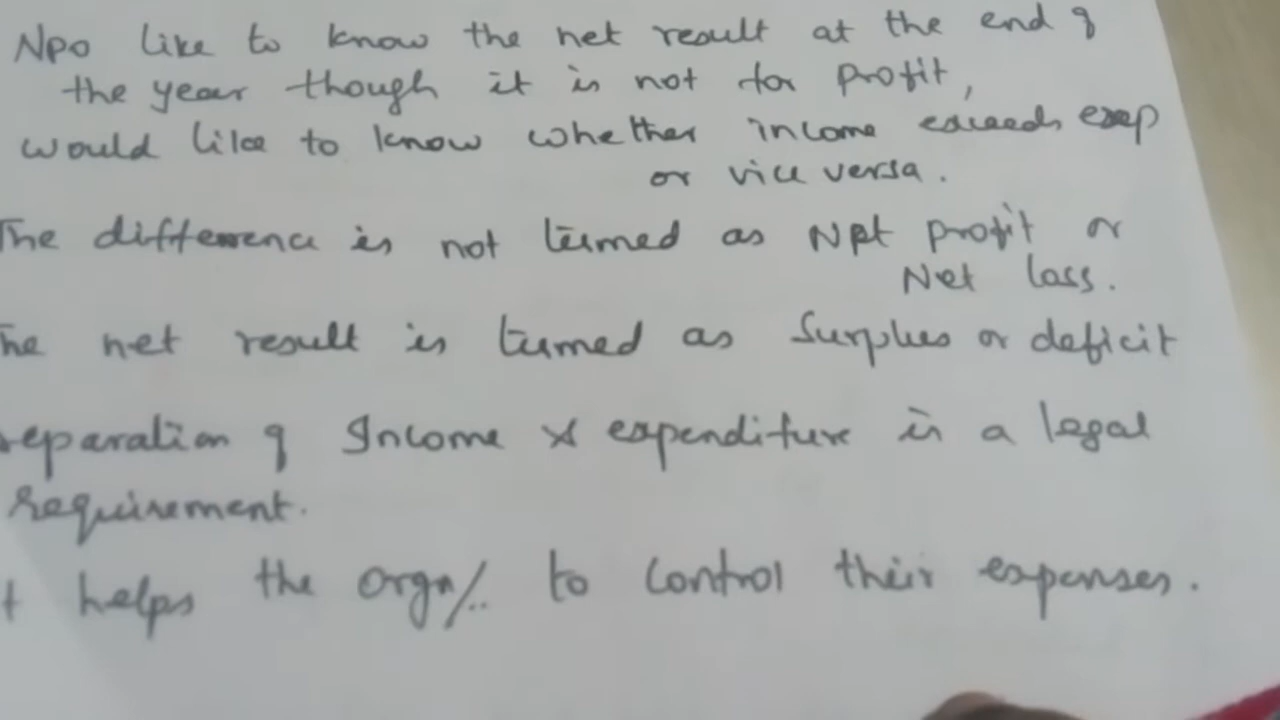 Npo like to know the net result at the end of
the year though it is not for profit,
would like to know whether income exceeds exep
or vice versa.
The difference is not termed as Net profit or
Net loss.
The net result is termed as Surplus or deficit
reparation of Income & expenditure is a legal
requirement.
t helps the orgn/.. to control their expenses.